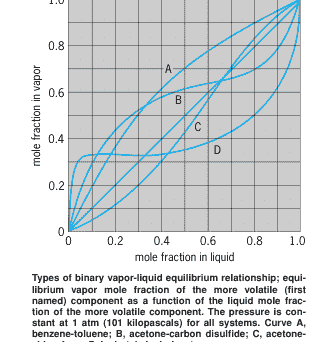 1.0
0.8
0.6
0.4
0.2
0
A
B
C
D
mole fraction in vapor
0 0.2 0.4 0.6 0.8 1.0
mole fraction in liquid
Types of binary vapor-liquid equilibrium relationship; equi-
librium vapor mole fraction of the more volatile (first
named) component as a function of the liquid mole frac-
tion of the more volatile component. The pressure is con-
stant at 1 atm (101 kilopascals) for all systems. Curve A,
benzene-toluene; B, acetone-carbon disulfide; C, acetone-